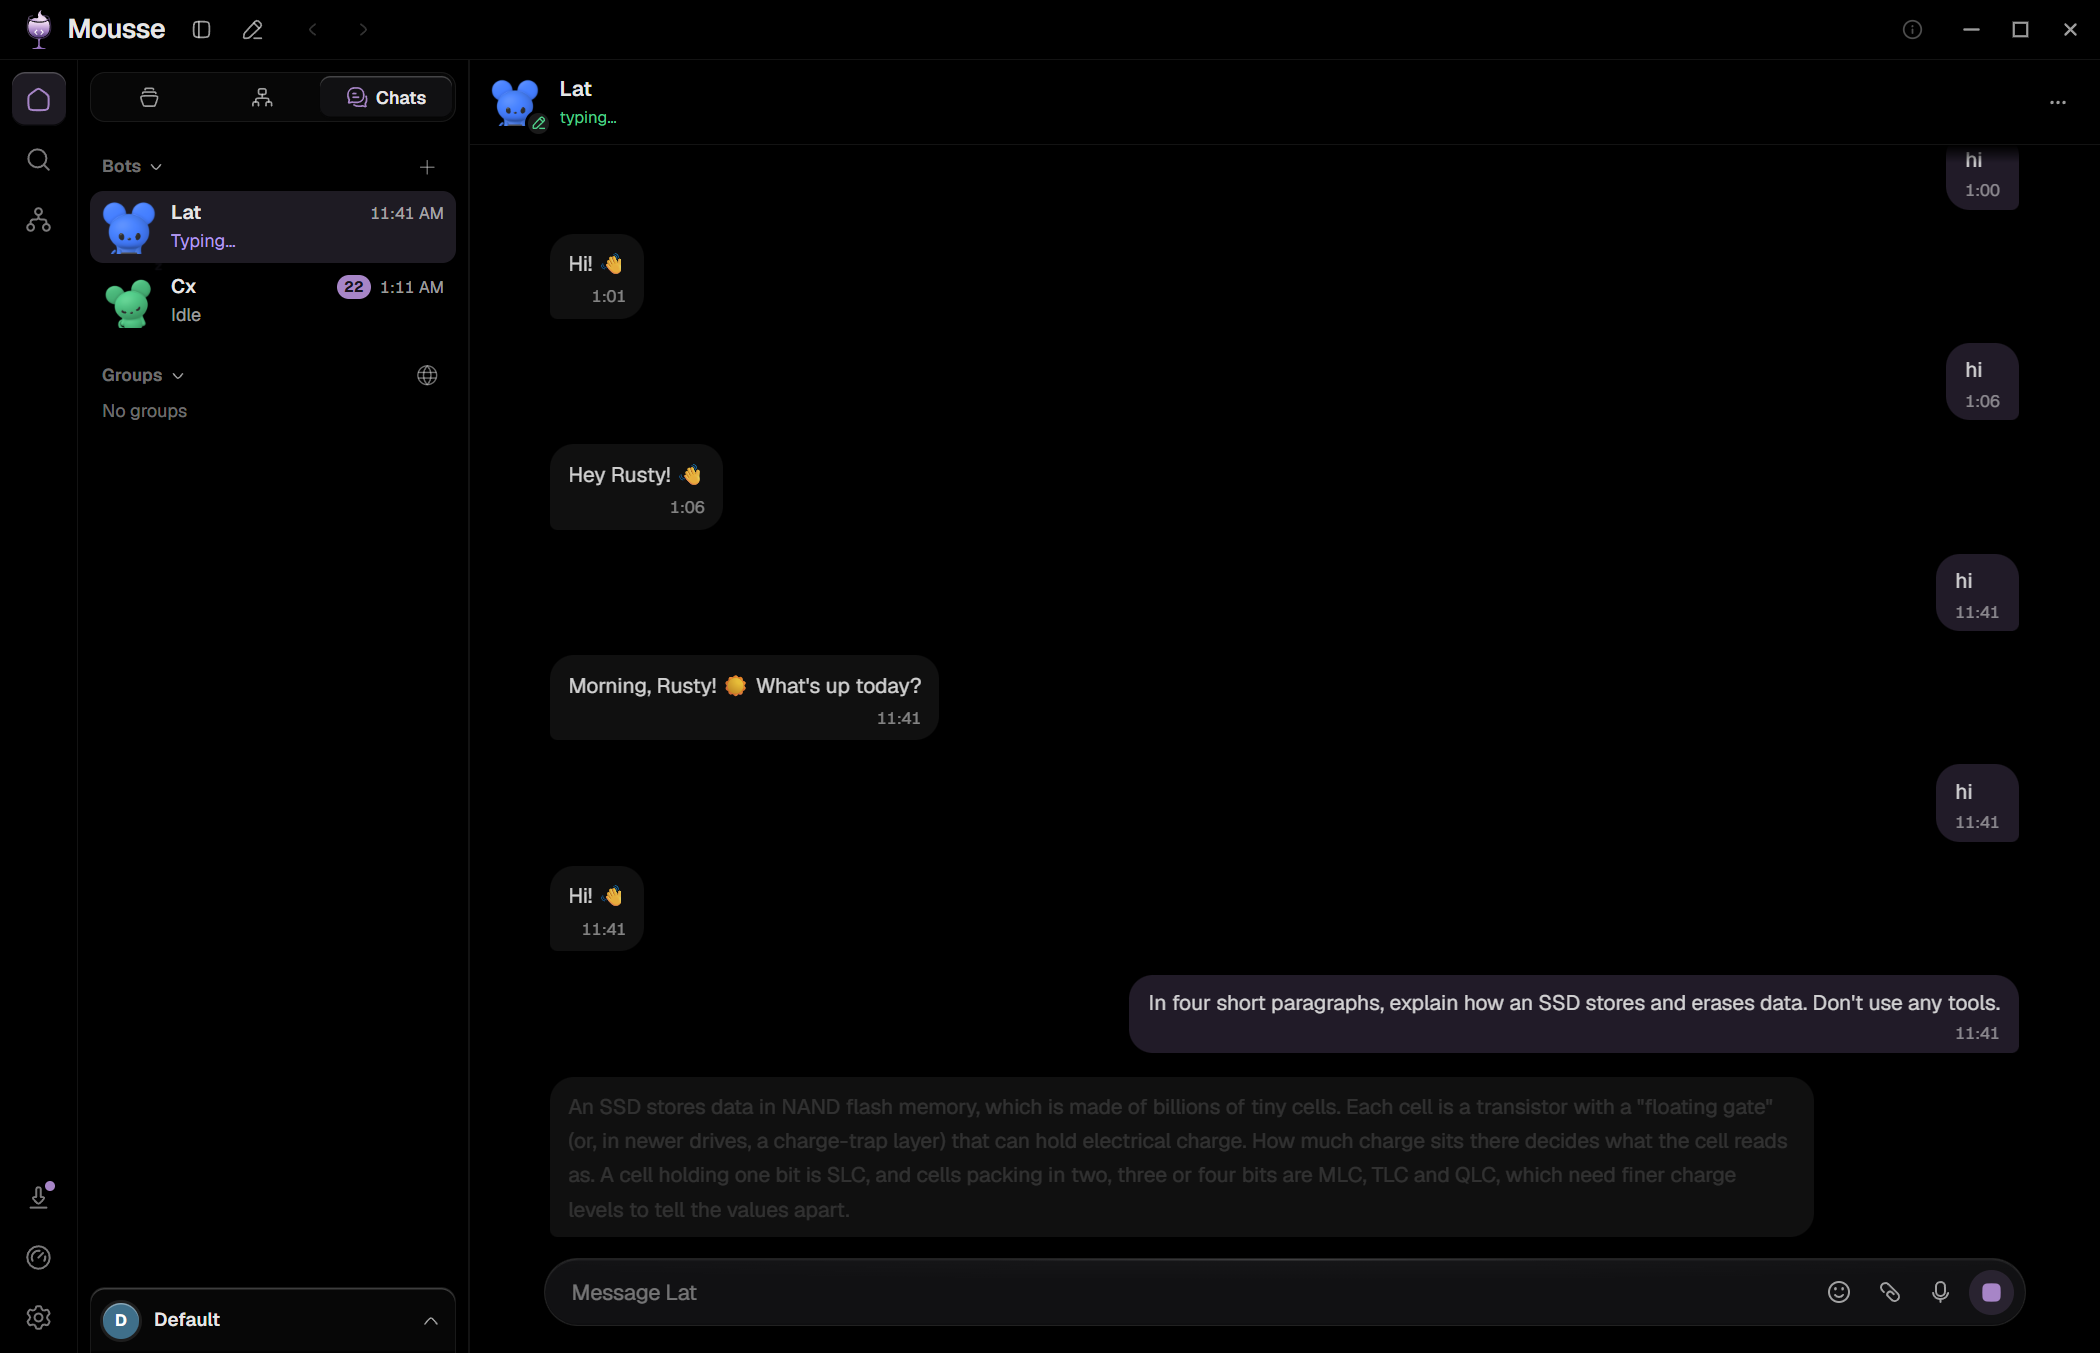 Mousse
Chats
Bots
Lat
11:41 AM
Typing...
Cx
22
1:11 AM
Idle
Groups
No groups
D
Default
Lat
typing...
hi
1:00
Hi! 👋
1:01
hi
1:06
Hey Rusty! 👋
1:06
hi
11:41
Morning, Rusty! ☀️ What's up today?
11:41
hi
11:41
Hi! 👋
11:41
In four short paragraphs, explain how an SSD stores and erases data. Don't use any tools.
11:41
An SSD stores data in NAND flash memory, which is made of billions of tiny cells. Each cell is a transistor with a "floating gate"
(or, in newer drives, a charge-trap layer) that can hold electrical charge. How much charge sits there decides what the cell reads
as. A cell holding one bit is SLC, and cells packing in two, three or four bits are MLC, TLC and QLC, which need finer charge
levels to tell the values apart.
Message Lat